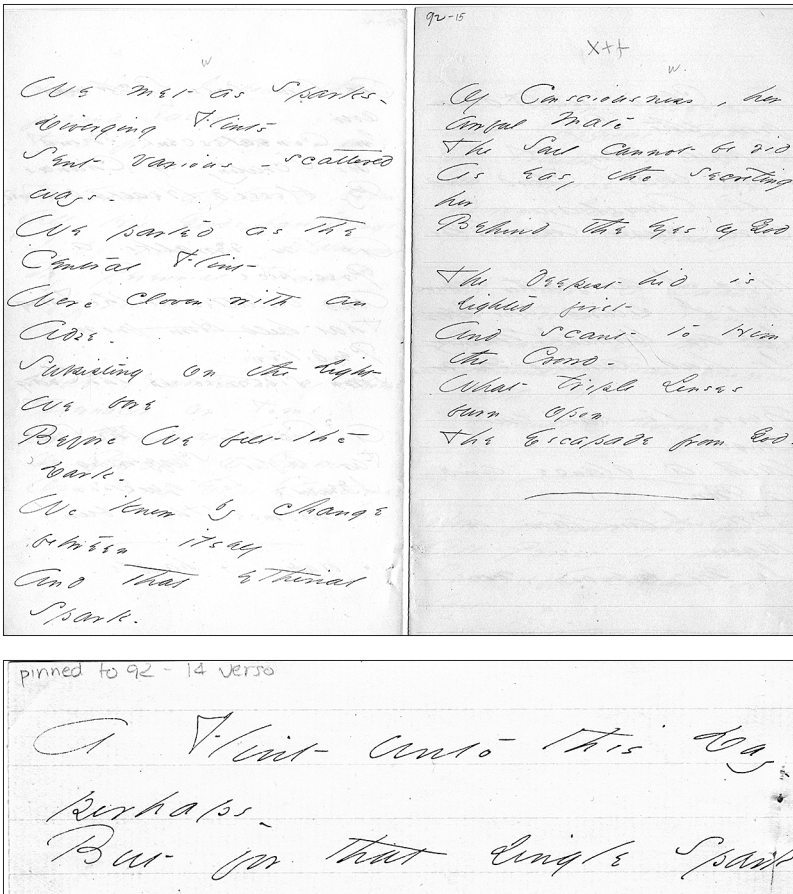 w
We met as Sparks -
Diverging Flints
Sent various - scattered
ways -
We parted as the
Central Flint -
Were cloven with an
Adze -
Subsisting on the Light
We bore
Before We felt the
Dark -
We knew by change
between itself
And that etherial
Spark.
92-15
X++
w.
Of Consciousness, her
awful Mate
The Soul cannot be rid
As easy the secreting
her
Behind the Eyes of God
The deepest hid is
sighted first
And scant to Him
the Crowd -
What triple Lenses
burn upon
The Escapade from God -
pinned to 92 - 14 verso
A Flint unto this Day
perhaps -
But for that single Spark